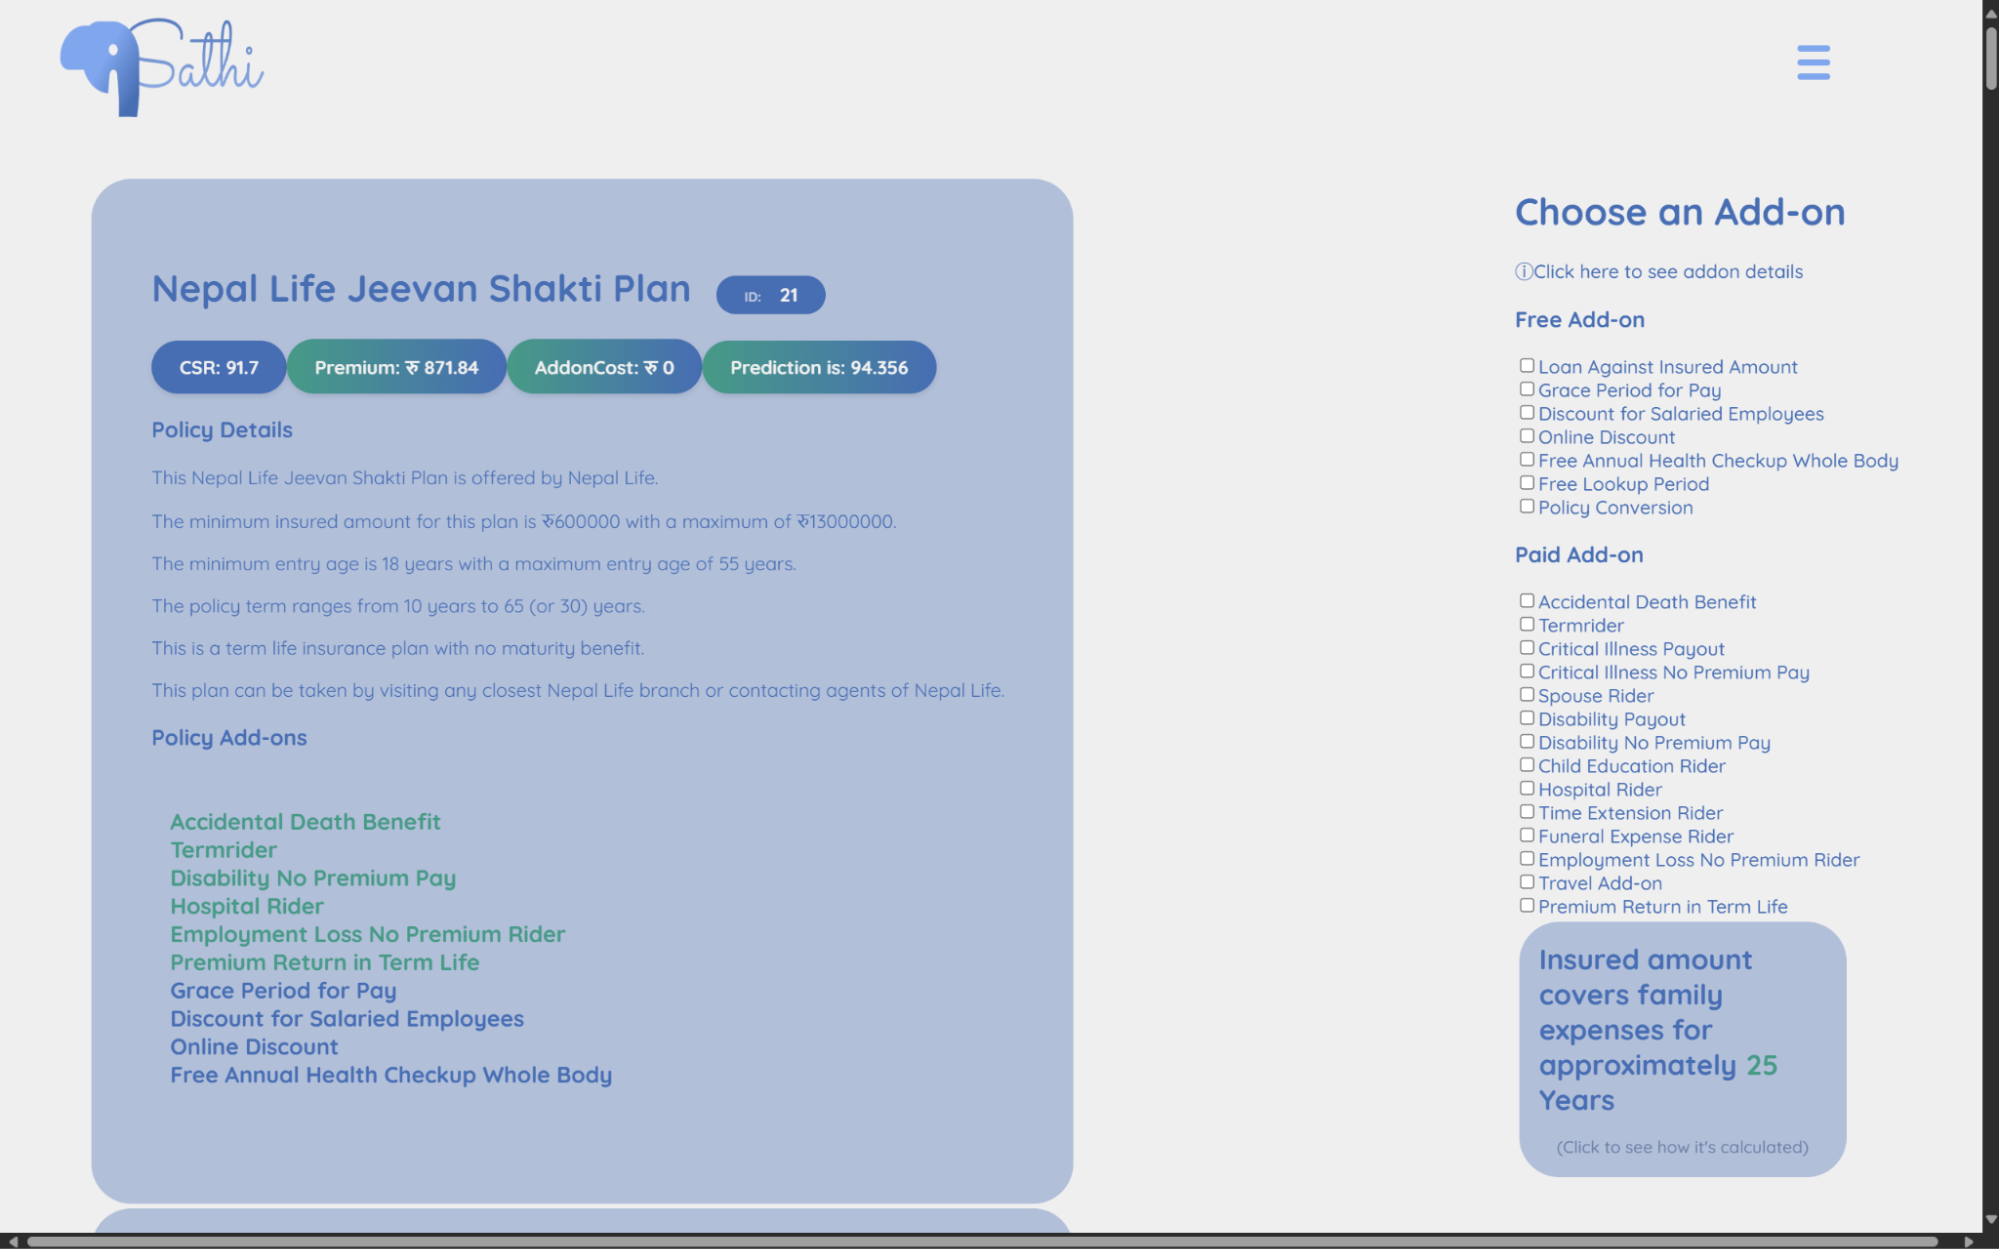 Sathi
Nepal Life Jeevan Shakti Plan ID: 21
CSR: 91.7 Premium: रु 871.84 AddonCost: रु 0 Prediction is: 94.356
Policy Details
This Nepal Life Jeevan Shakti Plan is offered by Nepal Life.
The minimum insured amount for this plan is रु600000 with a maximum of रु13000000.
The minimum entry age is 18 years with a maximum entry age of 55 years.
The policy term ranges from 10 years to 65 (or 30) years.
This is a term life insurance plan with no maturity benefit.
This plan can be taken by visiting any closest Nepal Life branch or contacting agents of Nepal Life.
Policy Add-ons
Accidental Death Benefit
Termrider
Disability No Premium Pay
Hospital Rider
Employment Loss No Premium Rider
Premium Return in Term Life
Grace Period for Pay
Discount for Salaried Employees
Online Discount
Free Annual Health Checkup Whole Body
Choose an Add-on
ⓘClick here to see addon details
Free Add-on
Loan Against Insured Amount
Grace Period for Pay
Discount for Salaried Employees
Online Discount
Free Annual Health Checkup Whole Body
Free Lookup Period
Policy Conversion
Paid Add-on
Accidental Death Benefit
Termrider
Critical Illness Payout
Critical Illness No Premium Pay
Spouse Rider
Disability Payout
Disability No Premium Pay
Child Education Rider
Hospital Rider
Time Extension Rider
Funeral Expense Rider
Employment Loss No Premium Rider
Travel Add-on
Premium Return in Term Life
Insured amount
covers family
expenses for
approximately 25
Years
(Click to see how it's calculated)